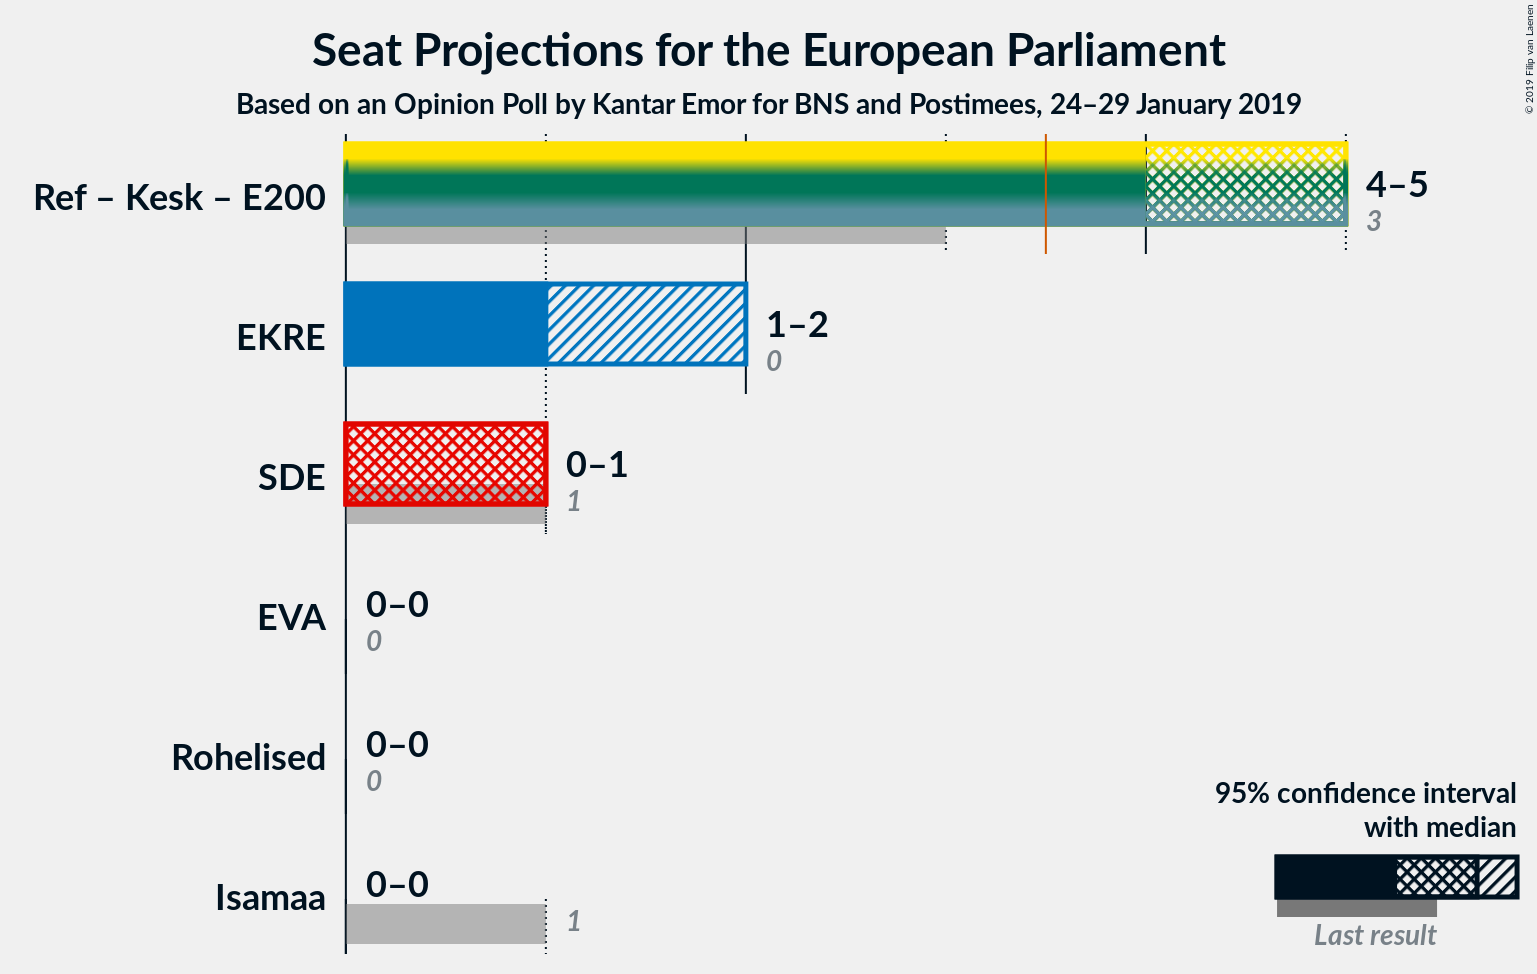 Seat Projections for the European Parliament
Based on an Opinion Poll by Kantar Emor for BNS and Postimees, 24–29 January 2019
© 2019 Filip van Laenen
Ref – Kesk – E200
4–5
3
EKRE
1–2
0
SDE
0–1
1
EVA
0–0
0
Rohelised
0–0
0
Isamaa
0–0
1
95% confidence interval
with median
Last result